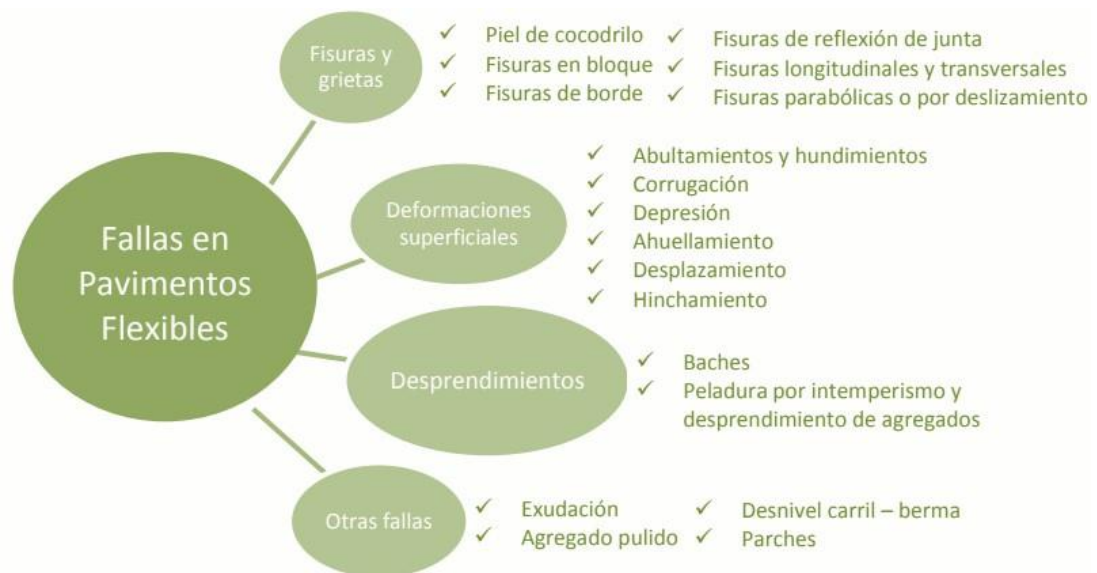 Fallas en
Pavimentos
Flexibles
Fisuras y
grietas
✓ Piel de cocodrilo
✓ Fisuras en bloque
✓ Fisuras de borde
✓ Fisuras de reflexión de junta
✓ Fisuras longitudinales y transversales
✓ Fisuras parabólicas o por deslizamiento
Deformaciones
superficiales
✓ Abultamientos y hundimientos
✓ Corrugación
✓ Depresión
✓ Ahuellamiento
✓ Desplazamiento
✓ Hinchamiento
Desprendimientos
✓ Baches
✓ Peladura por intemperismo y
desprendimiento de agregados
Otras fallas
✓ Exudación
✓ Agregado pulido
✓ Desnivel carril – berma
✓ Parches